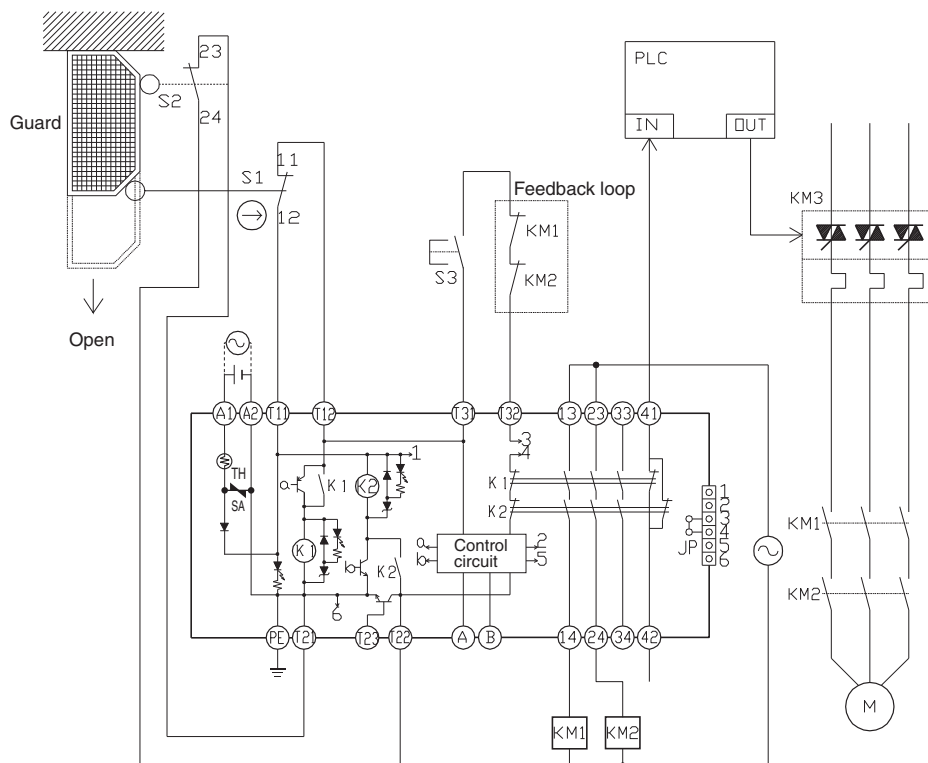 23
PLC
S2
24
Guard
IN
OUT
11
S1
12
Feedback loop
KM1
S3
KM2
KM3
Open
A1
A2
T11
T12
T31
T32
13
23
33
41
3
4
1
TH
SA
a
K1
K2
K1
K2
K1
b
K2
a
b
Control
circuit
2
5
6
1
2
3
4
5
6
JP
KM1
KM2
PE
T21
T23
T22
A
B
14
24
34
42
M
KM1
KM2